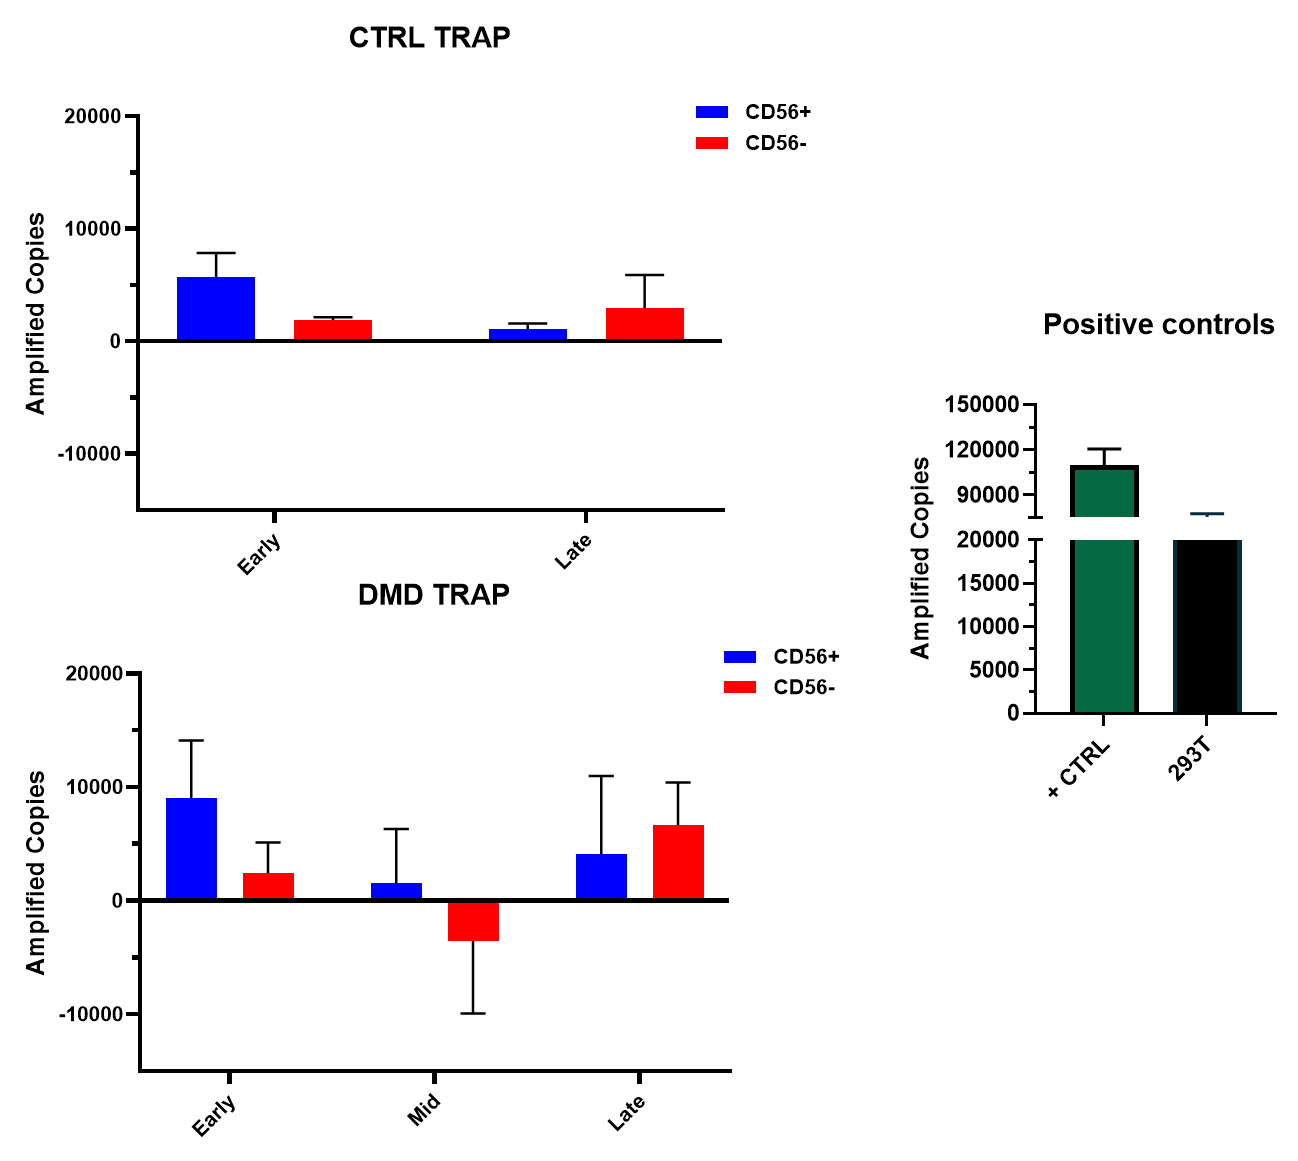 CTRL TRAP
CD56+
CD56-
Amplified Copies
20000
10000
0
-10000
Early
Late
DMD TRAP
CD56+
CD56-
Amplified Copies
20000
10000
0
-10000
Early
Mid
Late
Positive controls
Amplified Copies
150000
120000
90000
20000
15000
10000
5000
0
+ CTRL
293T